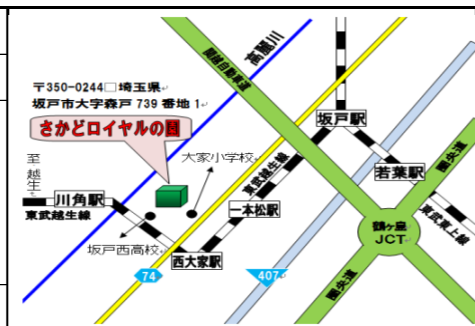 〒350-0244□埼玉県
坂戸市大字森戸 739 番地 1
さかどロイヤルの園
高麗川
関越自動車道
坂戸駅
若葉駅
圏央道
至越生
川角駅
東武越生線
大家小学校
東武越生線
一本松駅
坂戸西高校
西大家駅
74
407
鶴ヶ島
JCT
東武東上線
圏央道